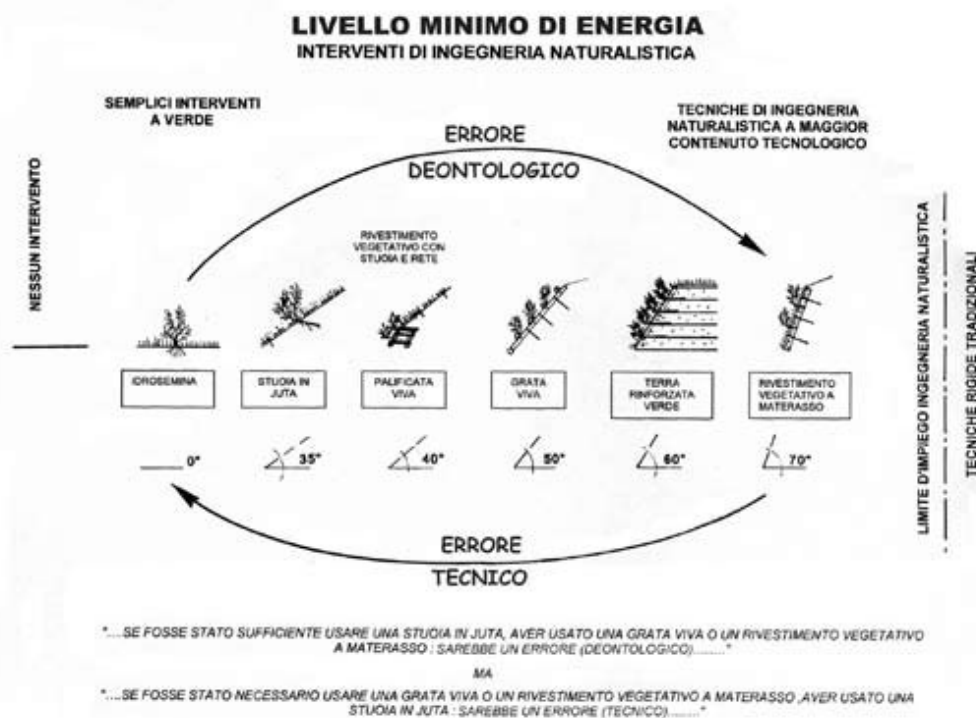 LIVELLO MINIMO DI ENERGIA
INTERVENTI DI INGEGNERIA NATURALISTICA
SEMPLICI INTERVENTI
A VERDE
TECNICHE DI INGEGNERIA
NATURALISTICA A MAGGIOR
CONTENUTO TECNOLOGICO
ERRORE
DEONTOLOGICO
NESSUN INTERVENTO
RIVESTIMENTO
VEGETATIVO CON
STUOIA E RETE
IDROSEMINA
STUOIA IN
JUTA
PALIFICATA
VIVA
GRATA
VIVA
TERRA
RINFORZATA
VERDE
RIVESTIMENTO
VEGETATIVO A
MATERASSO
0°
35°
40°
50°
60°
70°
LIMITE D'IMPIEGO INGEGNERIA NATURALISTICA
TECNICHE RIGIDE TRADIZIONALI
ERRORE
TECNICO
"....SE FOSSE STATO SUFFICIENTE USARE UNA STUOIA IN JUTA, AVER USATO UNA GRATA VIVA O UN RIVESTIMENTO VEGETATIVO
A MATERASSO : SAREBBE UN ERRORE (DEONTOLOGICO)........"
MA
"....SE FOSSE STATO NECESSARIO USARE UNA GRATA VIVA O UN RIVESTIMENTO VEGETATIVO A MATERASSO ,AVER USATO UNA
STUOIA IN JUTA : SAREBBE UN ERRORE (TECNICO)........"